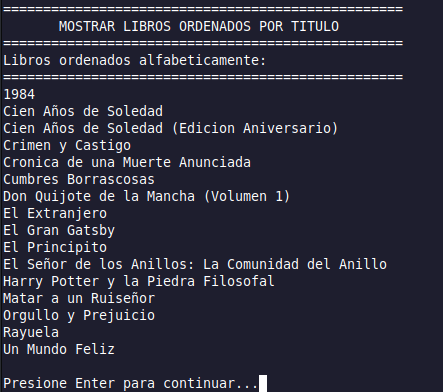 ==================================================
MOSTRAR LIBROS ORDENADOS POR TITULO
==================================================
Libros ordenados alfabeticamente:
==================================================
1984
Cien Años de Soledad
Cien Años de Soledad (Edicion Aniversario)
Crimen y Castigo
Cronica de una Muerte Anunciada
Cumbres Borrascosas
Don Quijote de la Mancha (Volumen 1)
El Extranjero
El Gran Gatsby
El Principito
El Señor de los Anillos: La Comunidad del Anillo
Harry Potter y la Piedra Filosofal
Matar a un Ruiseñor
Orgullo y Prejuicio
Rayuela
Un Mundo Feliz
Presione Enter para continuar...